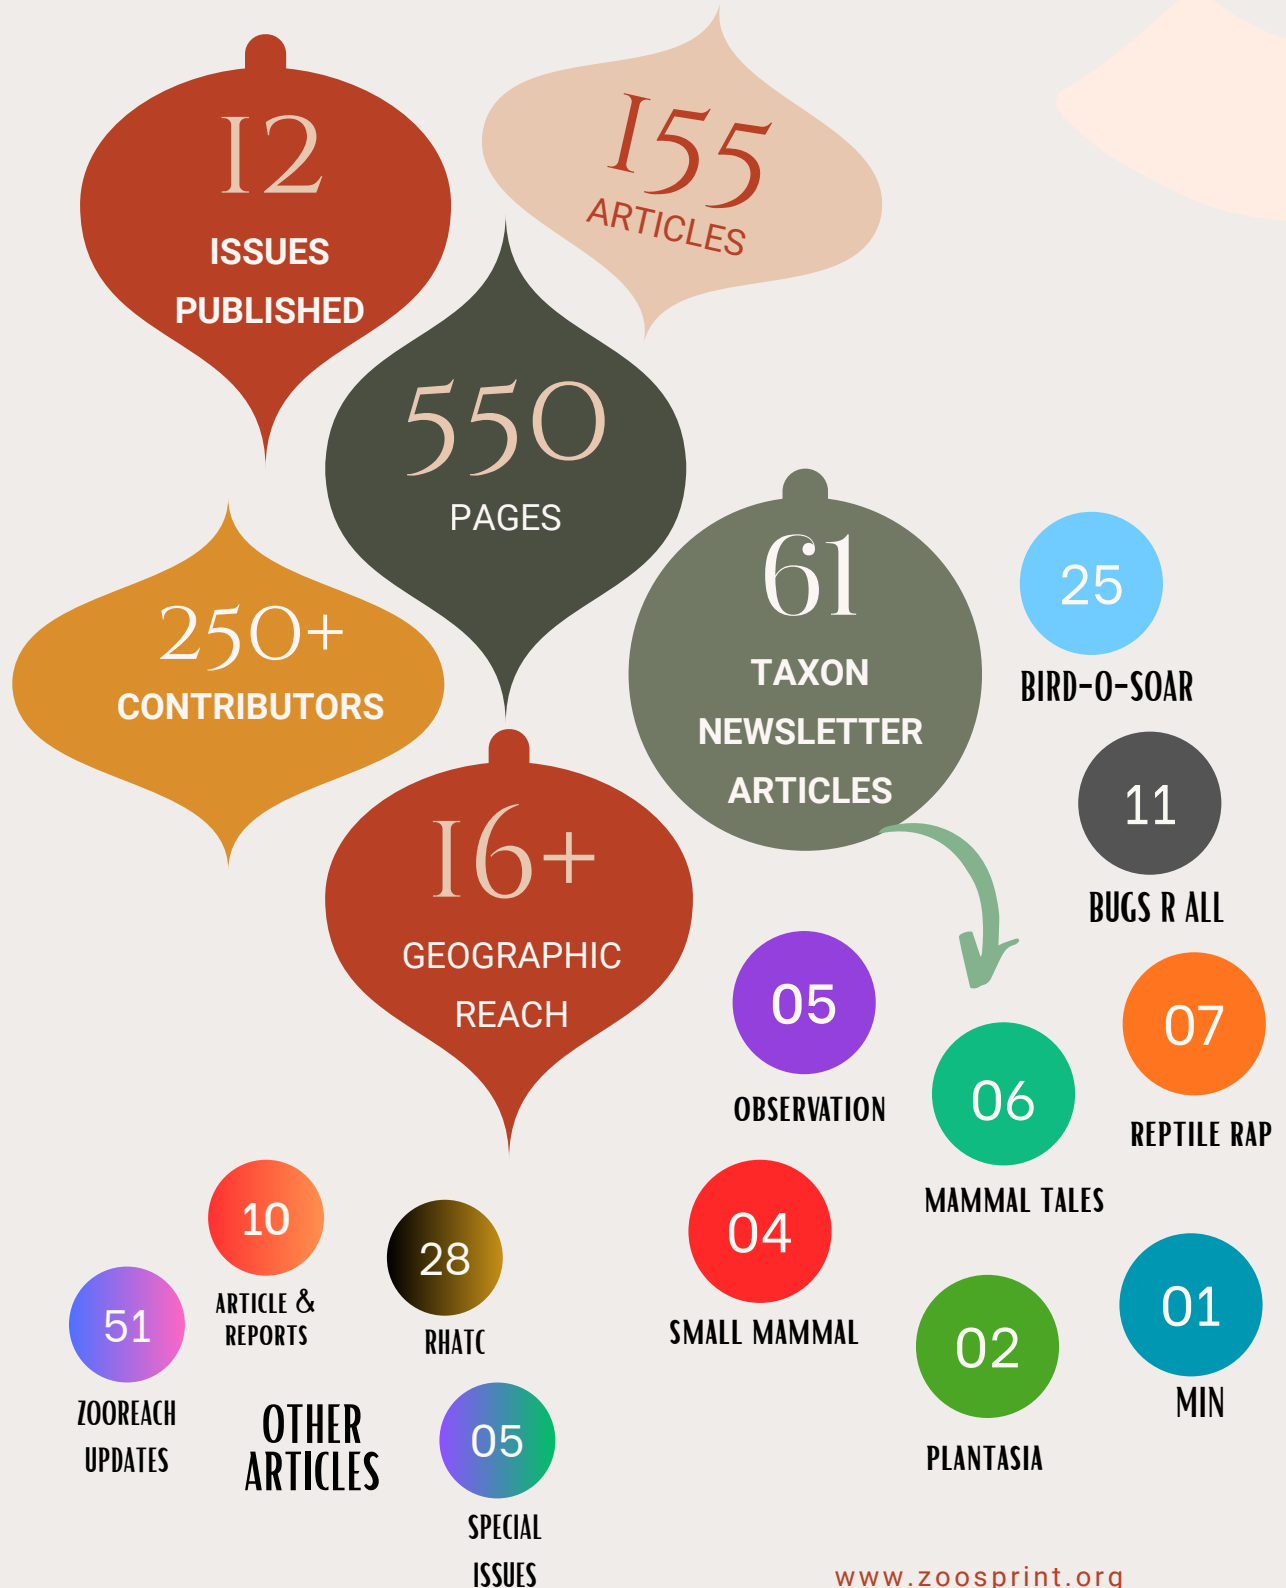 12
ISSUES
PUBLISHED
155
ARTICLES
550
PAGES
250+
CONTRIBUTORS
61
TAXON
NEWSLETTER
ARTICLES
16+
GEOGRAPHIC
REACH
25
BIRD-O-SOAR
11
BUGS R ALL
05
OBSERVATION
06
MAMMAL TALES
07
REPTILE RAP
04
SMALL MAMMAL
02
PLANTASIA
01
MIN
10
ARTICLE &
REPORTS
28
RHATC
51
ZOOREACH
UPDATES
OTHER
ARTICLES
05
SPECIAL
ISSUES
www.zoosprint.org